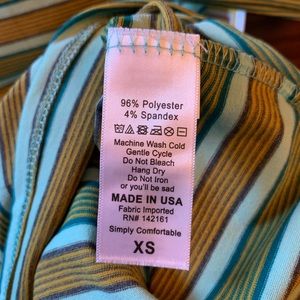 96% Polyester
4% Spandex
Machine Wash Cold
Gentle Cycle
Do Not Bleach
Hang Dry
Do Not Iron
or you'll be sad
MADE IN USA
Fabric Imported
RN# 142161
Simply Comfortable
XS